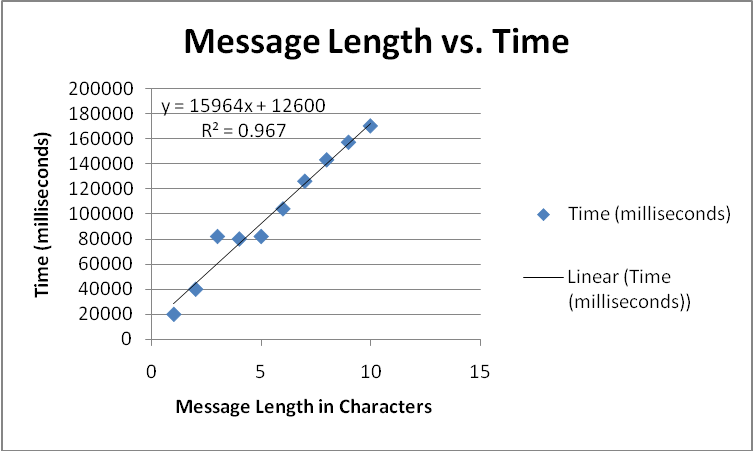 Message Length vs. Time
200000
180000
160000
140000
120000
100000
80000
60000
40000
20000
0
y = 15964x + 12600
R² = 0.967
Time (milliseconds)
0 5 10 15
Message Length in Characters
Time (milliseconds)
Linear (Time
(milliseconds))